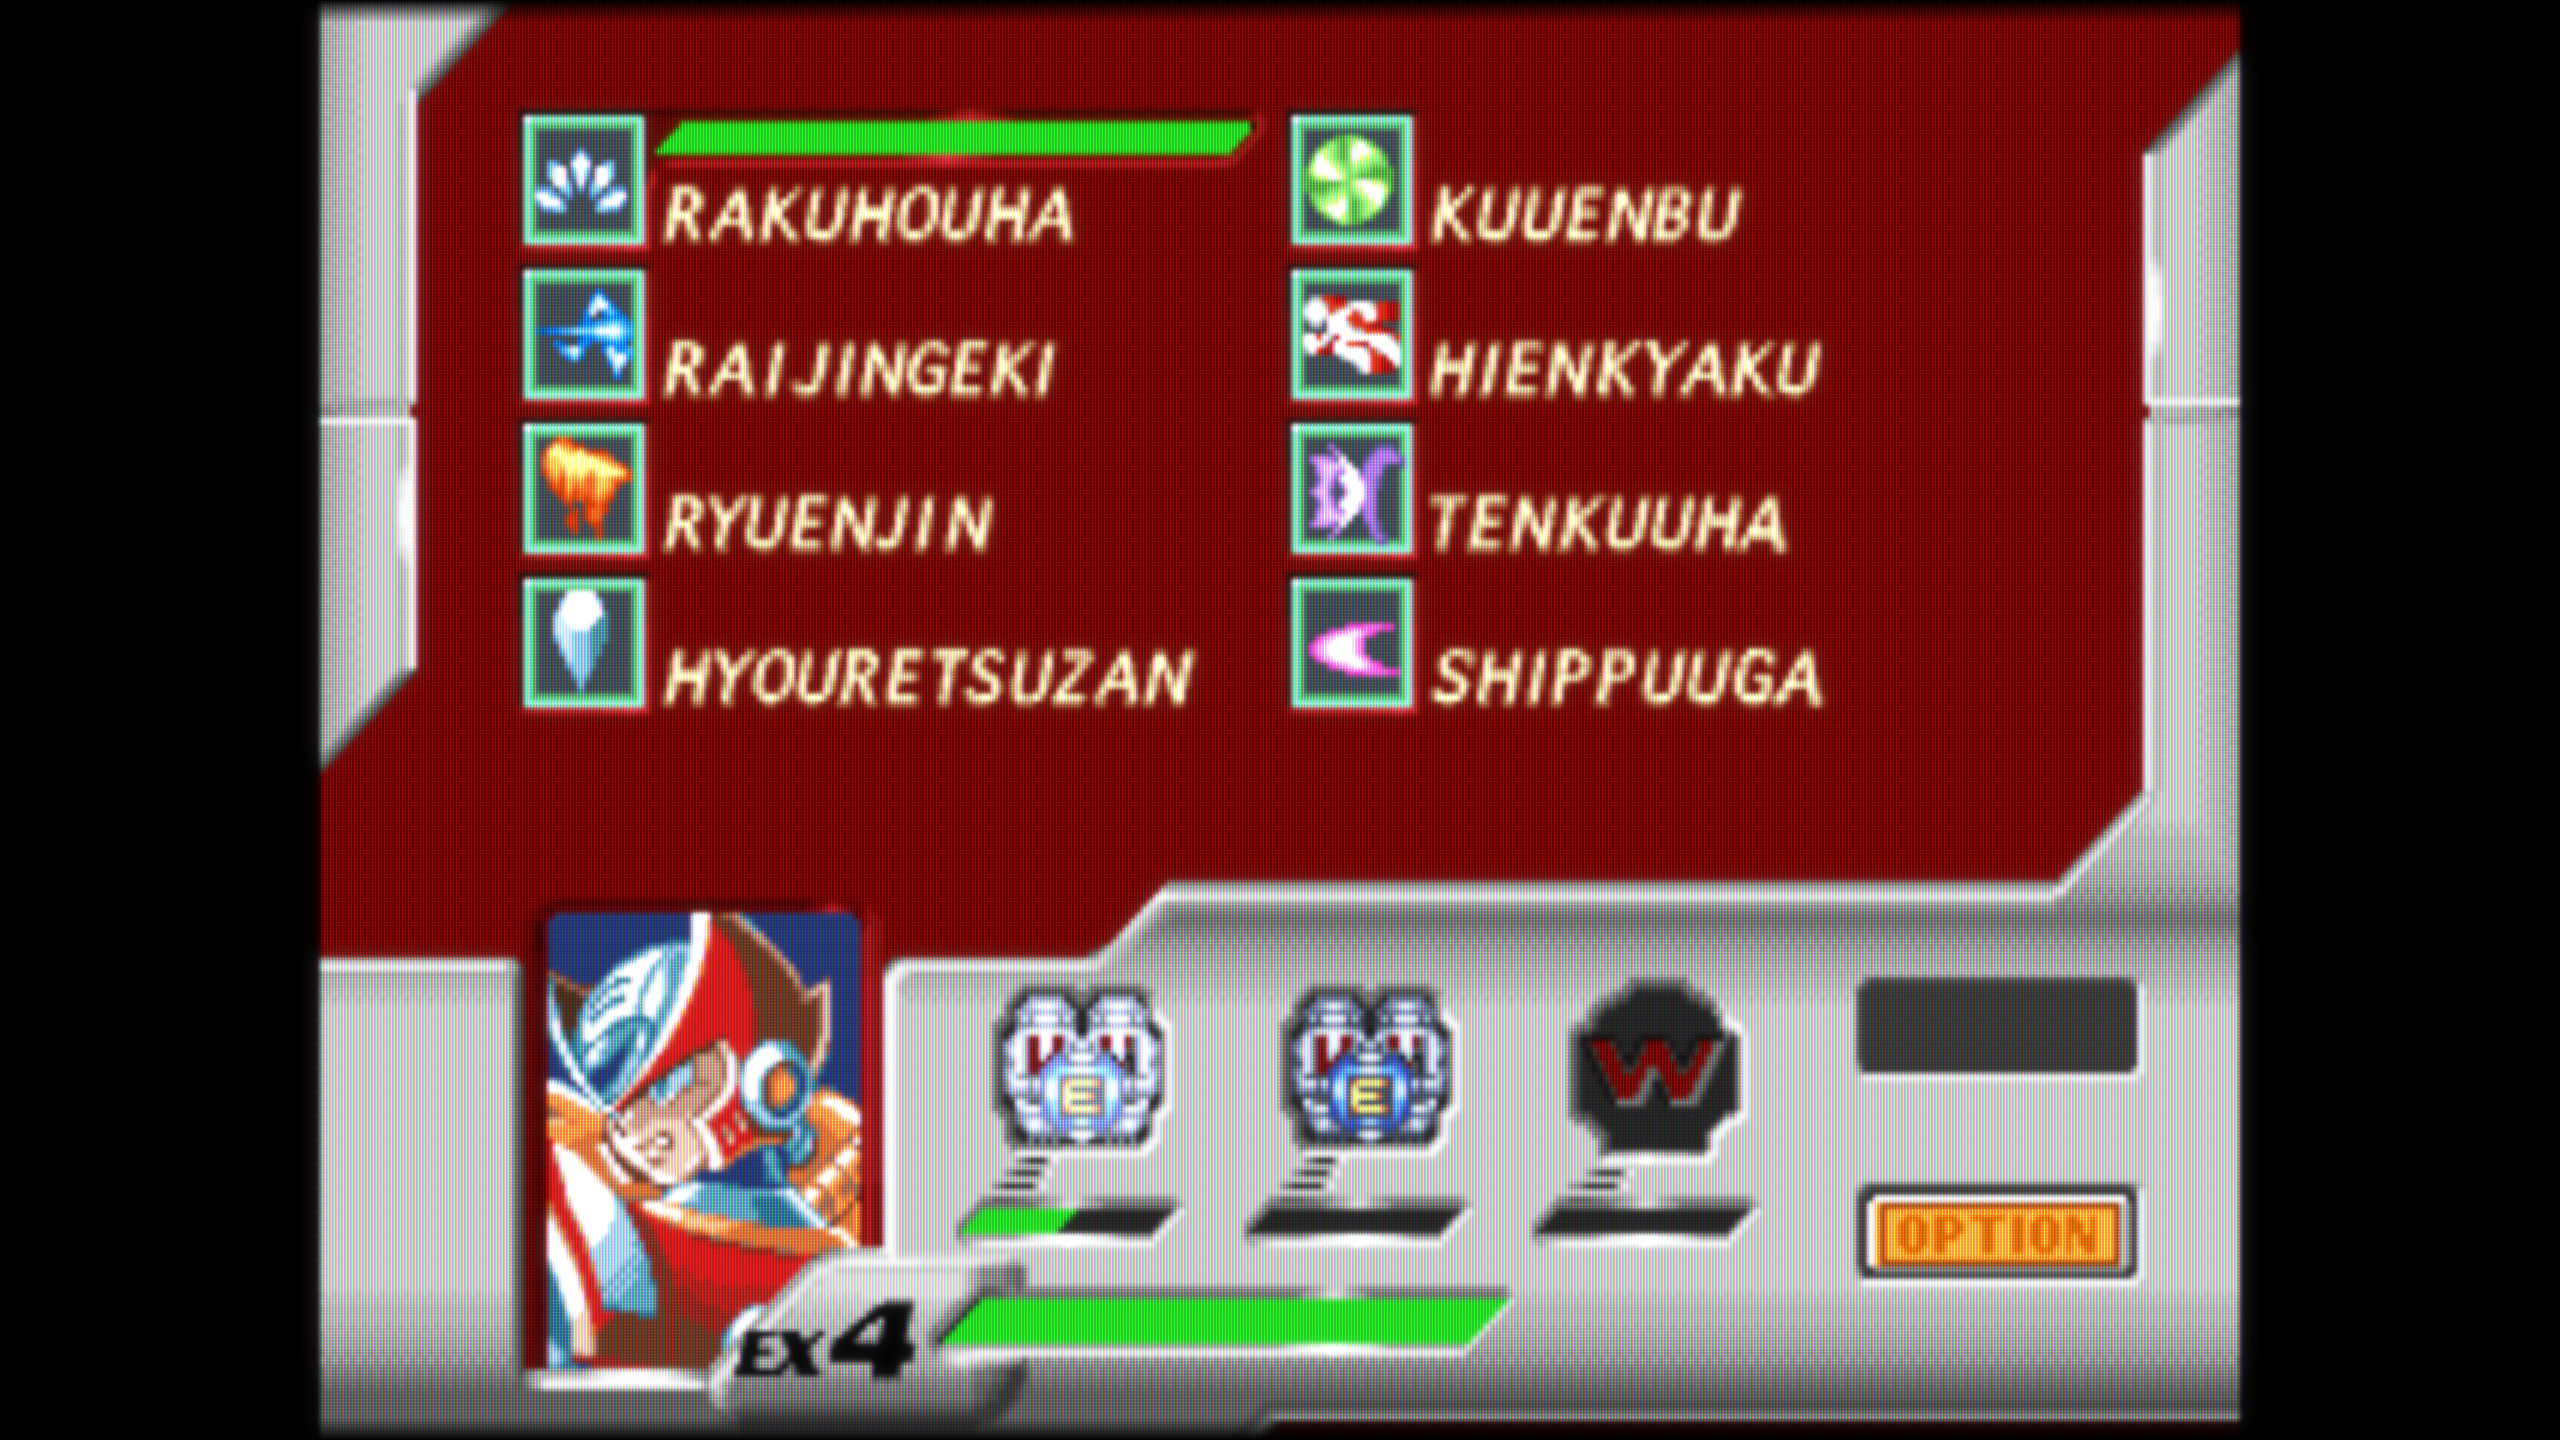 RAKUHOUHA
KUUENBU
RAIJINGEKI
HIENKYAKU
RYUENJIN
TENKUUHA
HYOURETSUZAN
SHIPPUUGA
E
E
W
OPTION
EX4